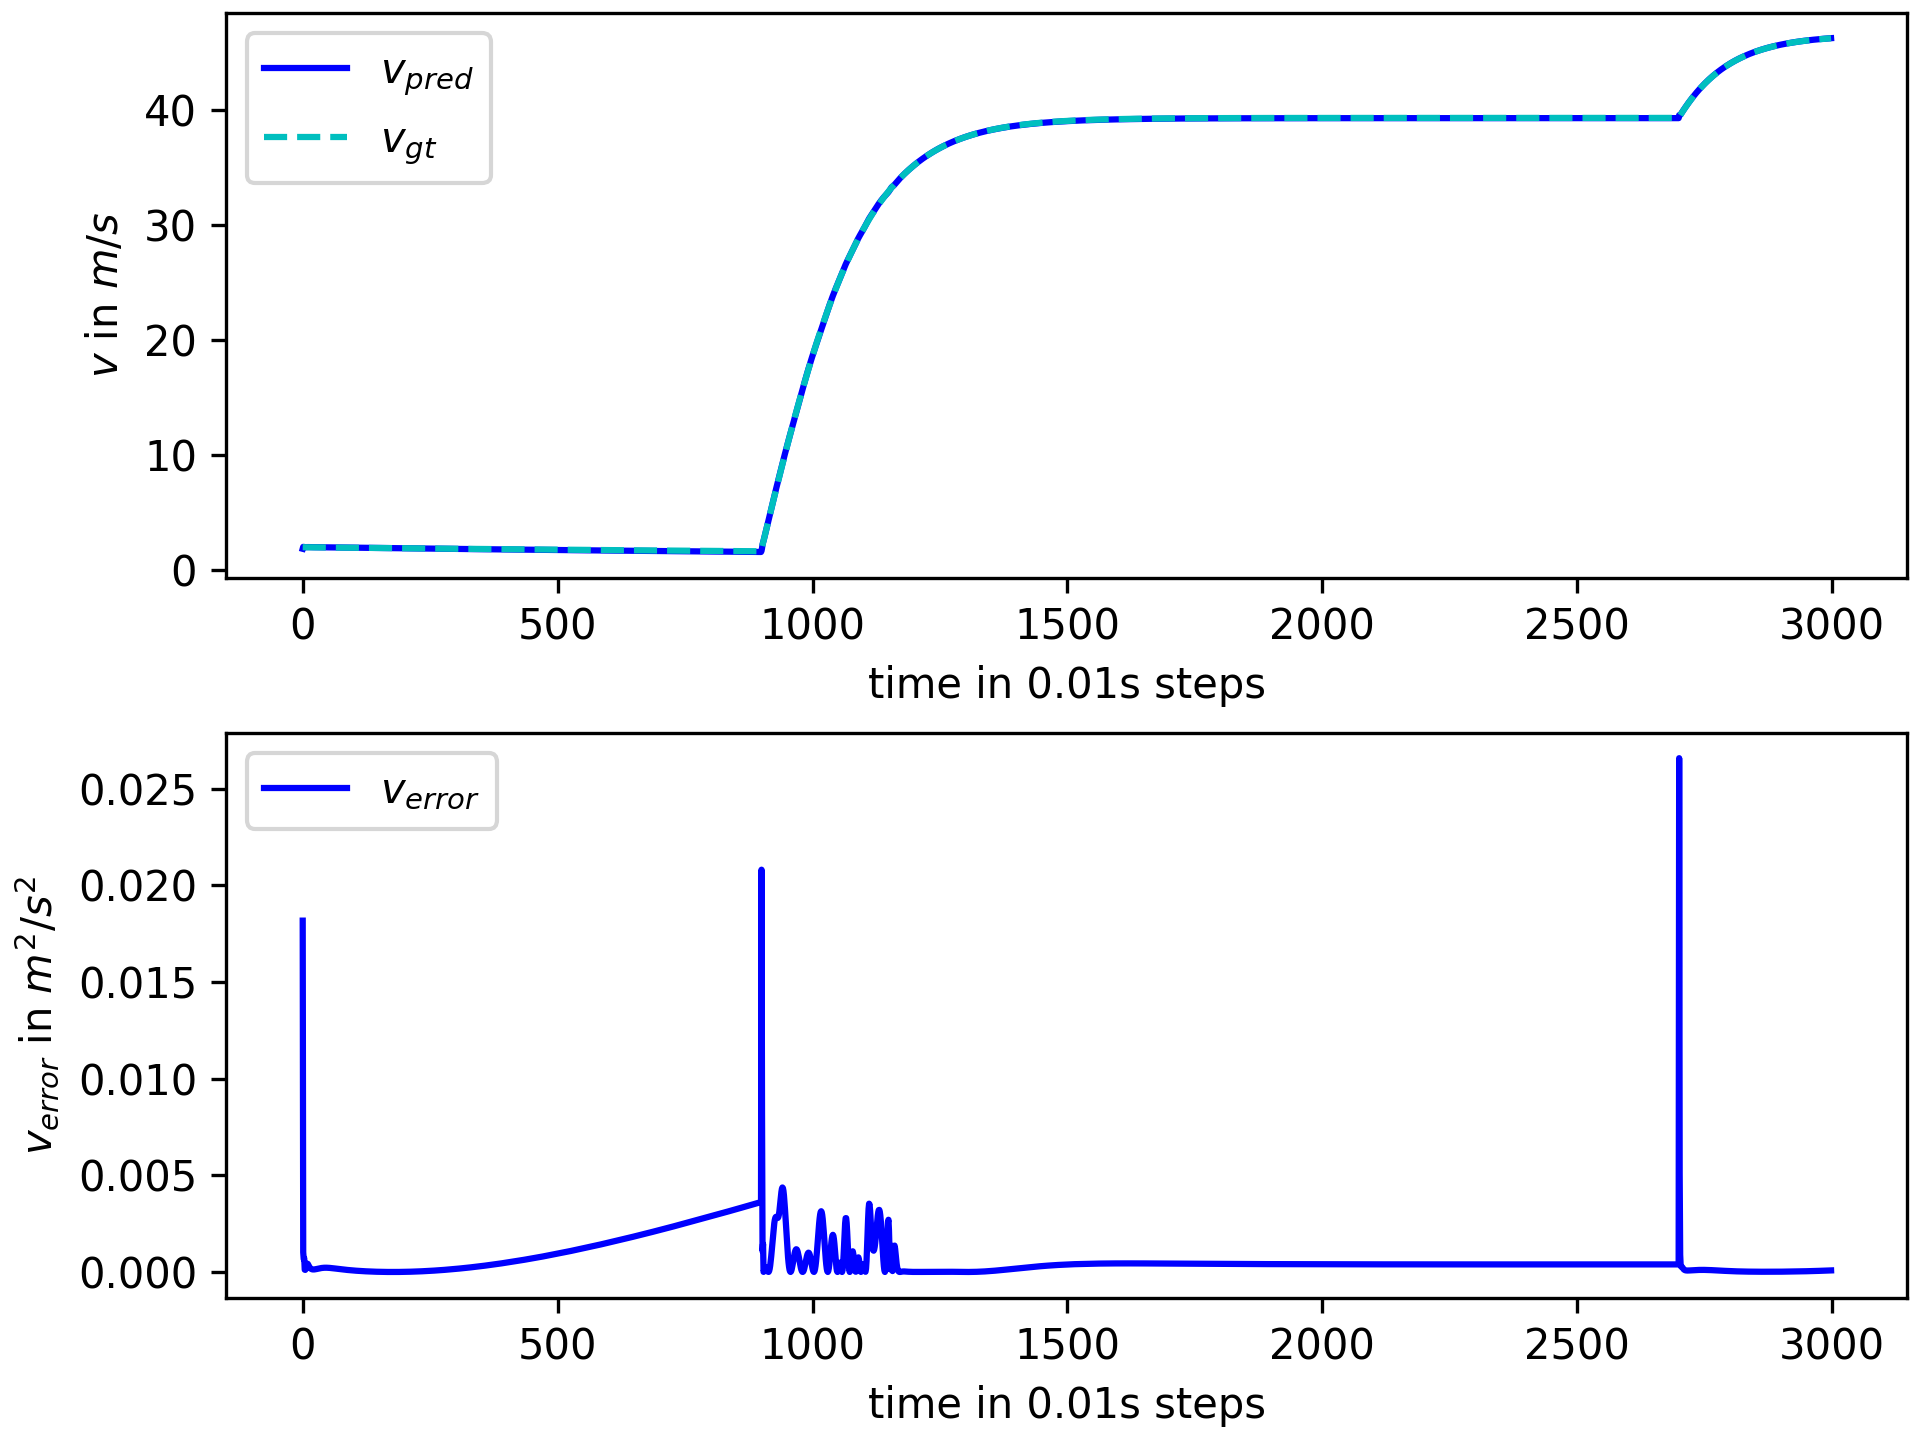 v_pred
v_gt
40
30
20
10
0
v in m/s
0 500 1000 1500 2000 2500 3000
time in 0.01s steps
v_error
0.025
0.020
0.015
0.010
0.005
0.000
v_error in m²/s²
0 500 1000 1500 2000 2500 3000
time in 0.01s steps